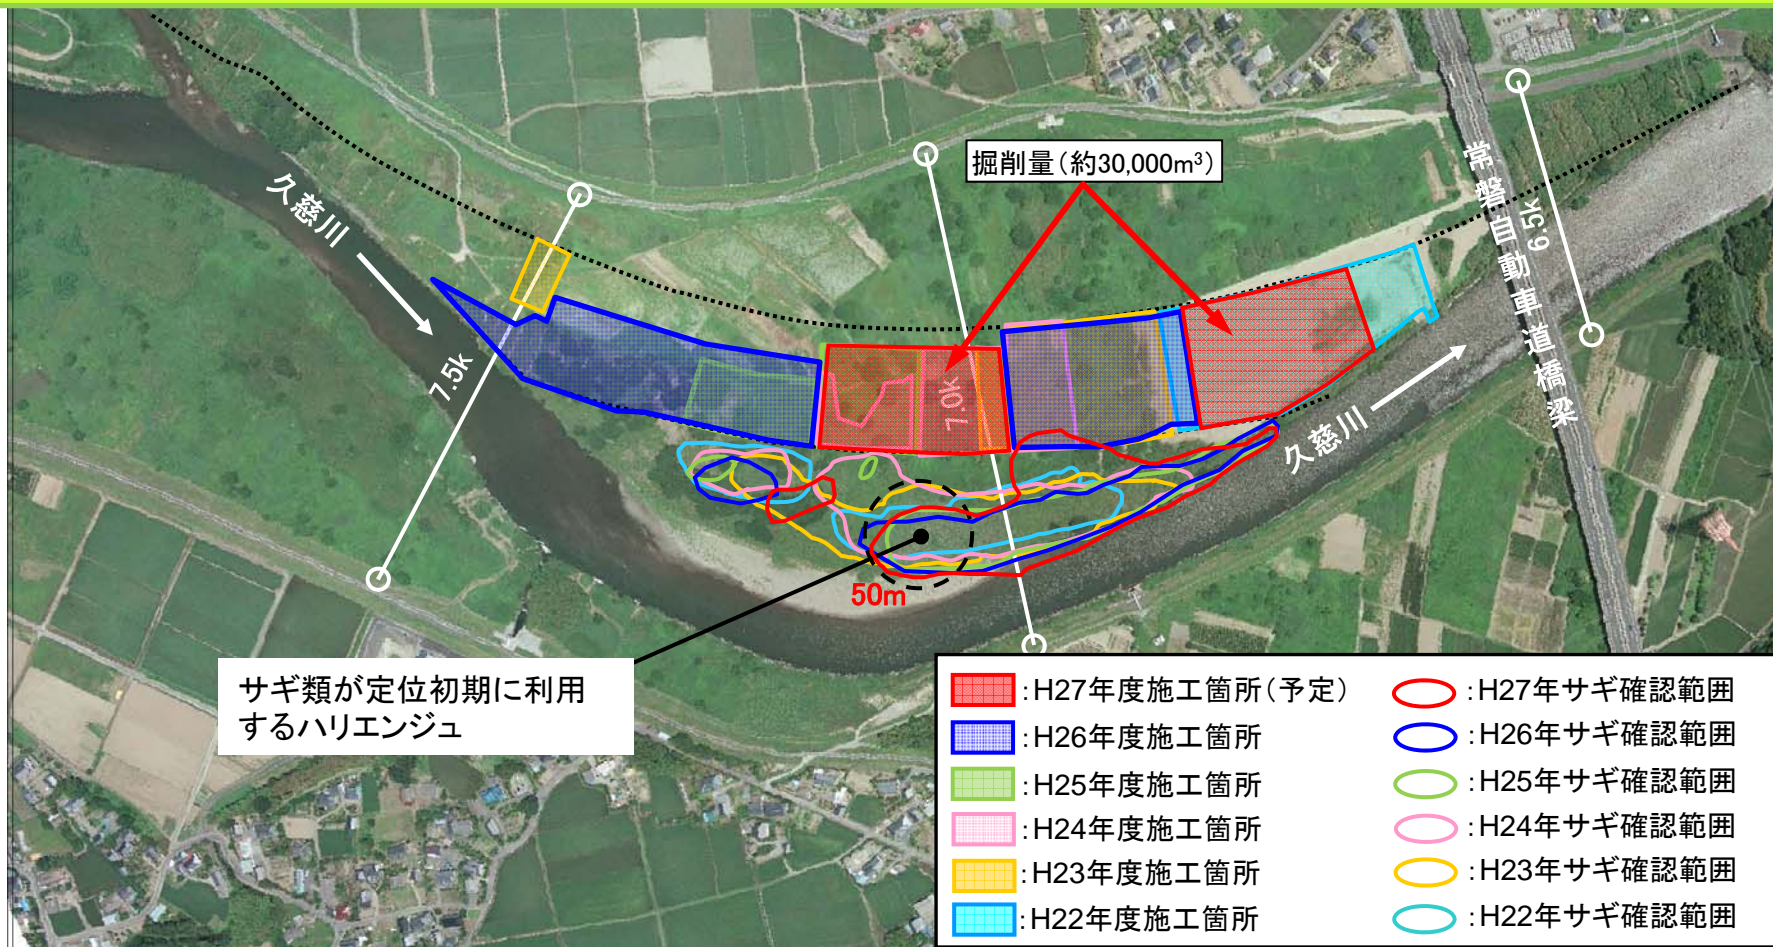 掘削量（約30,000m³）
久慈川
常磐自動車道橋梁
6.5k
7.5k
7.0k
久慈川
50m
サギ類が定位初期に利用
するハリエンジュ
：H27年度施工箇所（予定）
：H26年度施工箇所
：H25年度施工箇所
：H24年度施工箇所
：H23年度施工箇所
：H22年度施工箇所
：H27年サギ確認範囲
：H26年サギ確認範囲
：H25年サギ確認範囲
：H24年サギ確認範囲
：H23年サギ確認範囲
：H22年サギ確認範囲